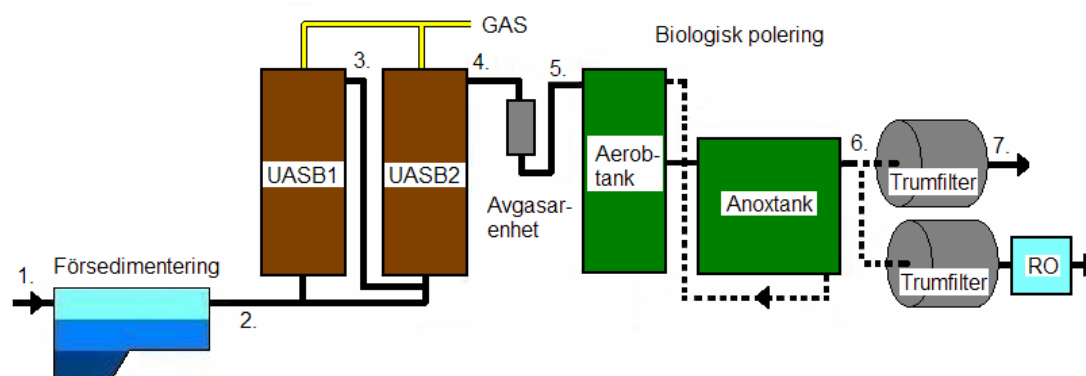 GAS
Biologisk polering
3.
4.
5.
6.
7.
UASB1
UASB2
Aerob-
tank
Trumfilter
Anoxtank
Avgasar-
enhet
1.
Försedimentering
2.
Trumfilter
RO